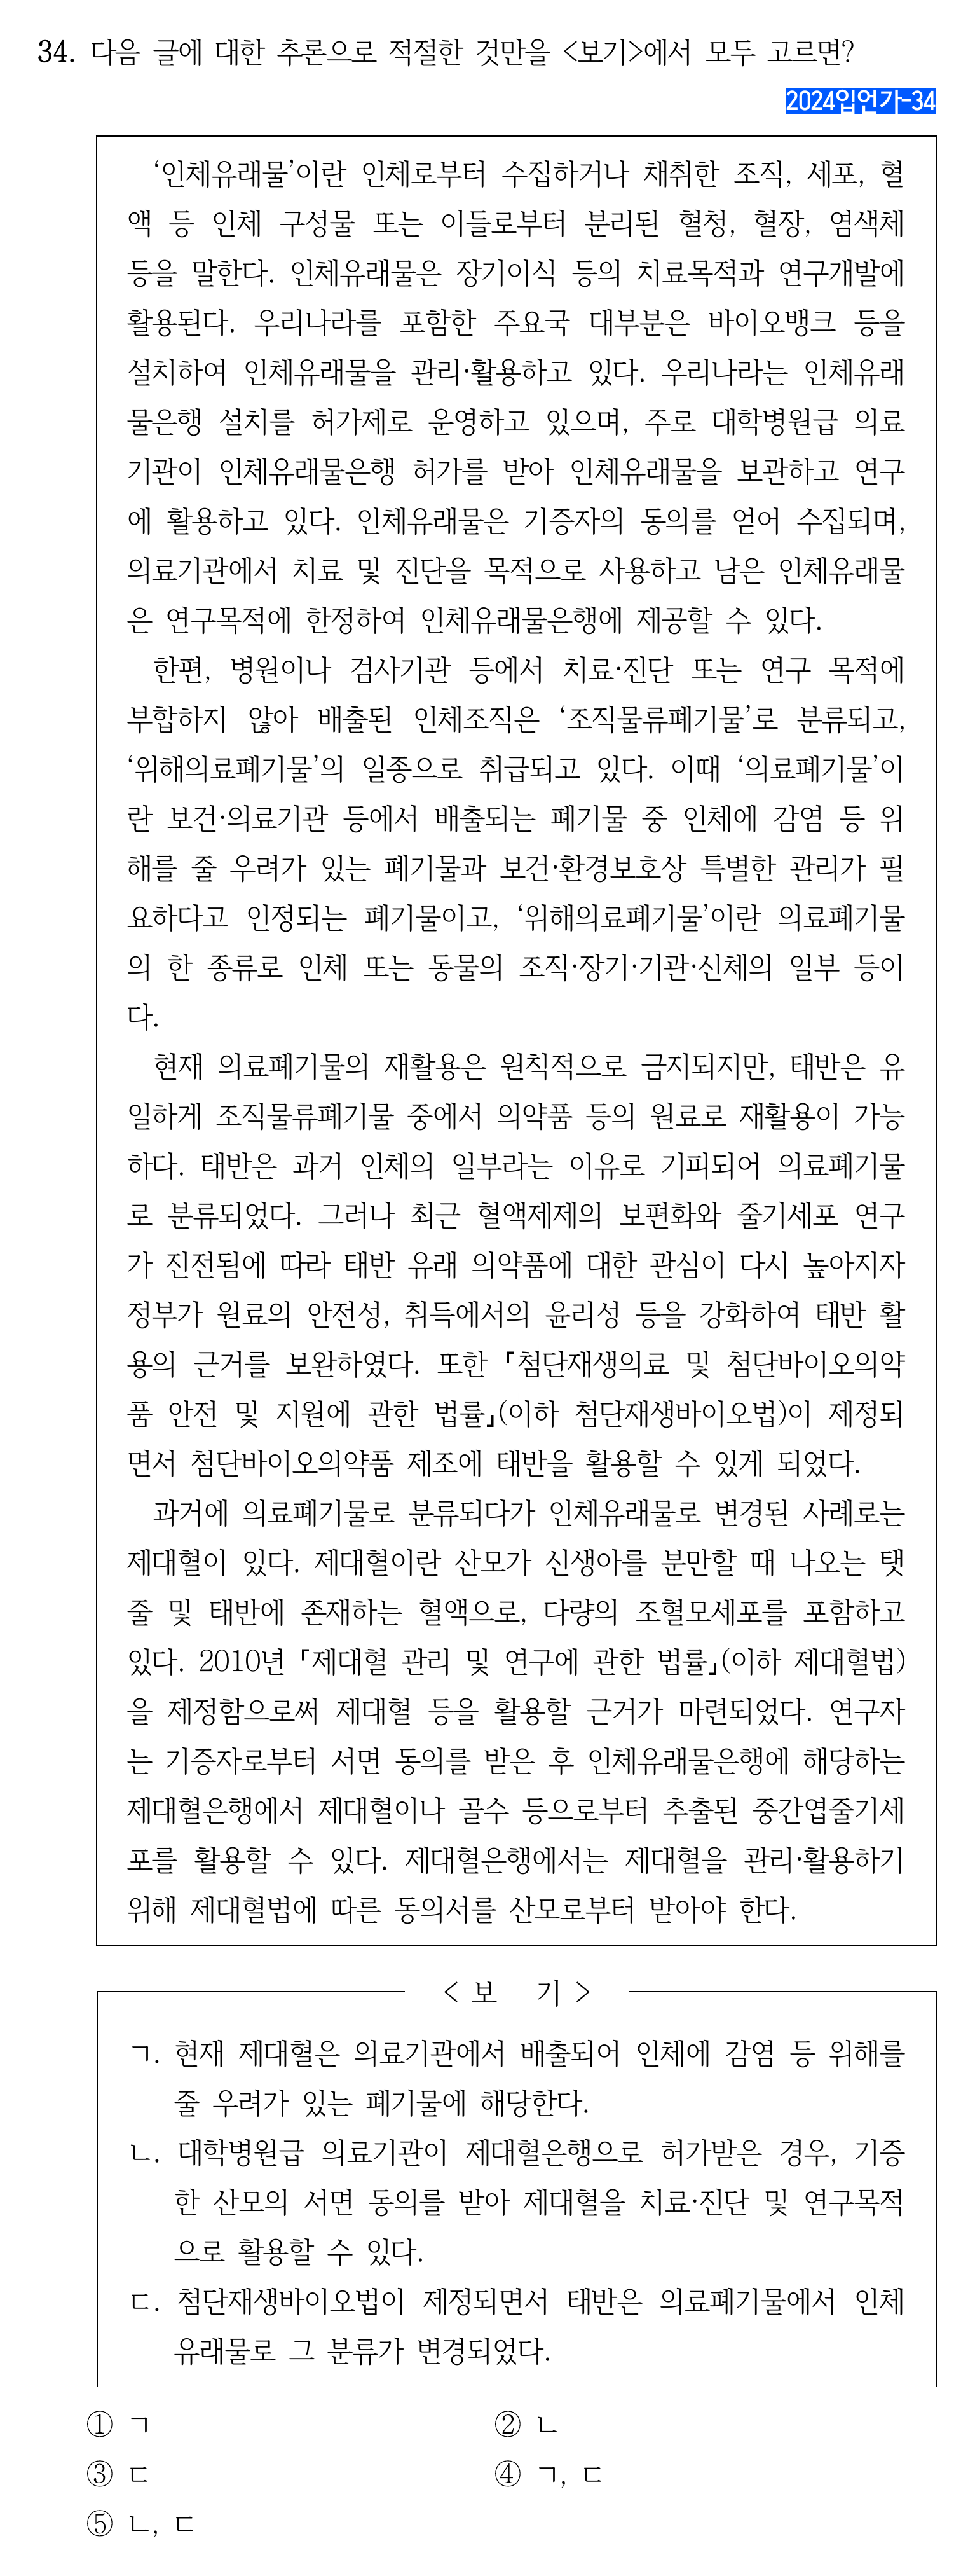 34. 다음 글에 대한 추론으로 적절한 것만을 <보기>에서 모두 고르면?
2024입언가-34
‘인체유래물’이란 인체로부터 수집하거나 채취한 조직, 세포, 혈
액 등 인체 구성물 또는 이들로부터 분리된 혈청, 혈장, 염색체
등을 말한다. 인체유래물은 장기이식 등의 치료목적과 연구개발에
활용된다. 우리나라를 포함한 주요국 대부분은 바이오뱅크 등을
설치하여 인체유래물을 관리·활용하고 있다. 우리나라는 인체유래
물은행 설치를 허가제로 운영하고 있으며, 주로 대학병원급 의료
기관이 인체유래물은행 허가를 받아 인체유래물을 보관하고 연구
에 활용하고 있다. 인체유래물은 기증자의 동의를 얻어 수집되며,
의료기관에서 치료 및 진단을 목적으로 사용하고 남은 인체유래물
은 연구목적에 한정하여 인체유래물은행에 제공할 수 있다.
한편, 병원이나 검사기관 등에서 치료·진단 또는 연구 목적에
부합하지 않아 배출된 인체조직은 ‘조직물류폐기물’로 분류되고,
‘위해의료폐기물’의 일종으로 취급되고 있다. 이때 ‘의료폐기물’이
란 보건·의료기관 등에서 배출되는 폐기물 중 인체에 감염 등 위
해를 줄 우려가 있는 폐기물과 보건·환경보호상 특별한 관리가 필
요하다고 인정되는 폐기물이고, ‘위해의료폐기물’이란 의료폐기물
의 한 종류로 인체 또는 동물의 조직·장기·기관·신체의 일부 등이
다.
현재 의료폐기물의 재활용은 원칙적으로 금지되지만, 태반은 유
일하게 조직물류폐기물 중에서 의약품 등의 원료로 재활용이 가능
하다. 태반은 과거 인체의 일부라는 이유로 기피되어 의료폐기물
로 분류되었다. 그러나 최근 혈액제제의 보편화와 줄기세포 연구
가 진전됨에 따라 태반 유래 의약품에 대한 관심이 다시 높아지자
정부가 원료의 안전성, 취득에서의 윤리성 등을 강화하여 태반 활
용의 근거를 보완하였다. 또한 「첨단재생의료 및 첨단바이오의약
품 안전 및 지원에 관한 법률」(이하 첨단재생바이오법)이 제정되
면서 첨단바이오의약품 제조에 태반을 활용할 수 있게 되었다.
과거에 의료폐기물로 분류되다가 인체유래물로 변경된 사례로는
제대혈이 있다. 제대혈이란 산모가 신생아를 분만할 때 나오는 탯
줄 및 태반에 존재하는 혈액으로, 다량의 조혈모세포를 포함하고
있다. 2010년 「제대혈 관리 및 연구에 관한 법률」(이하 제대혈법)
을 제정함으로써 제대혈 등을 활용할 근거가 마련되었다. 연구자
는 기증자로부터 서면 동의를 받은 후 인체유래물은행에 해당하는
제대혈은행에서 제대혈이나 골수 등으로부터 추출된 중간엽줄기세
포를 활용할 수 있다. 제대혈은행에서는 제대혈을 관리·활용하기
위해 제대혈법에 따른 동의서를 산모로부터 받아야 한다.
<보 기>
ㄱ. 현재 제대혈은 의료기관에서 배출되어 인체에 감염 등 위해를
줄 우려가 있는 폐기물에 해당한다.
ㄴ. 대학병원급 의료기관이 제대혈은행으로 허가받은 경우, 기증
한 산모의 서면 동의를 받아 제대혈을 치료·진단 및 연구목적
으로 활용할 수 있다.
ㄷ. 첨단재생바이오법이 제정되면서 태반은 의료폐기물에서 인체
유래물로 그 분류가 변경되었다.
① ㄱ ② ㄴ
③ ㄷ ④ ㄱ, ㄷ
⑤ ㄴ, ㄷ